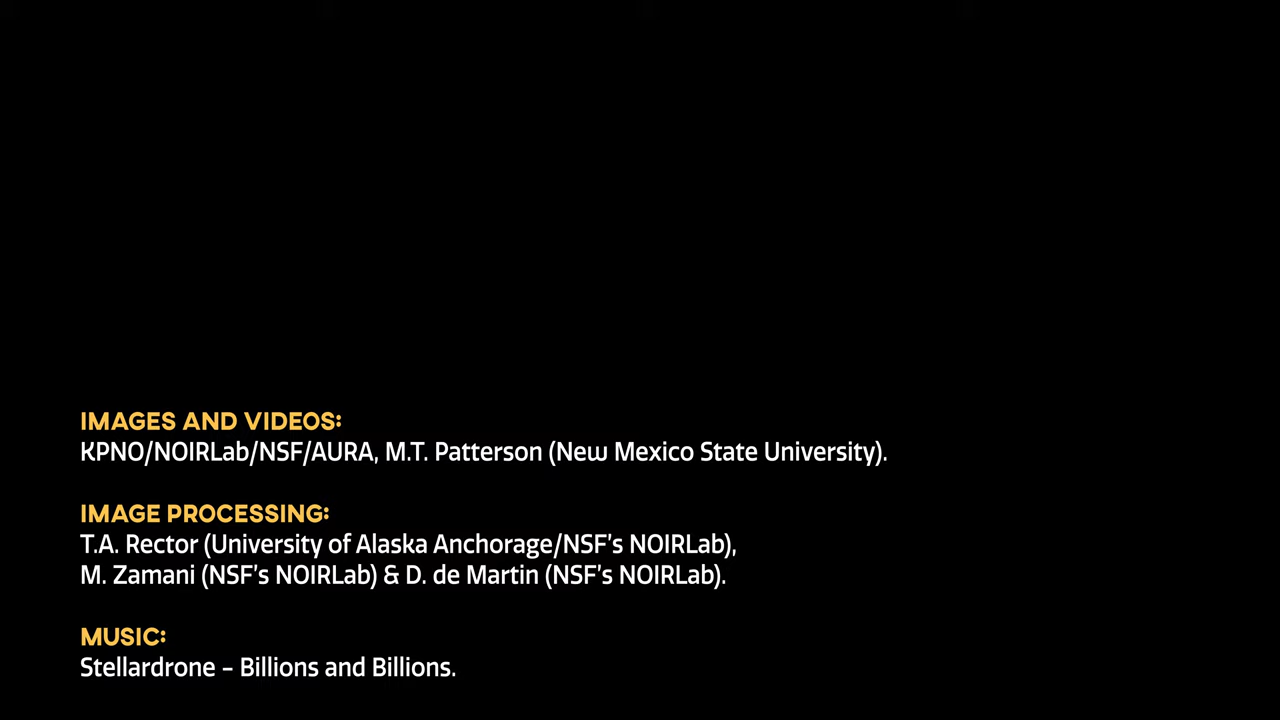 IMAGES AND VIDEOS:
KPNO/NOIRLab/NSF/AURA, M.T. Patterson (New Mexico State University).
IMAGE PROCESSING:
T.A. Rector (University of Alaska Anchorage/NSF’s NOIRLab),
M. Zamani (NSF’s NOIRLab) & D. de Martin (NSF’s NOIRLab).
MUSIC:
Stellardrone – Billions and Billions.